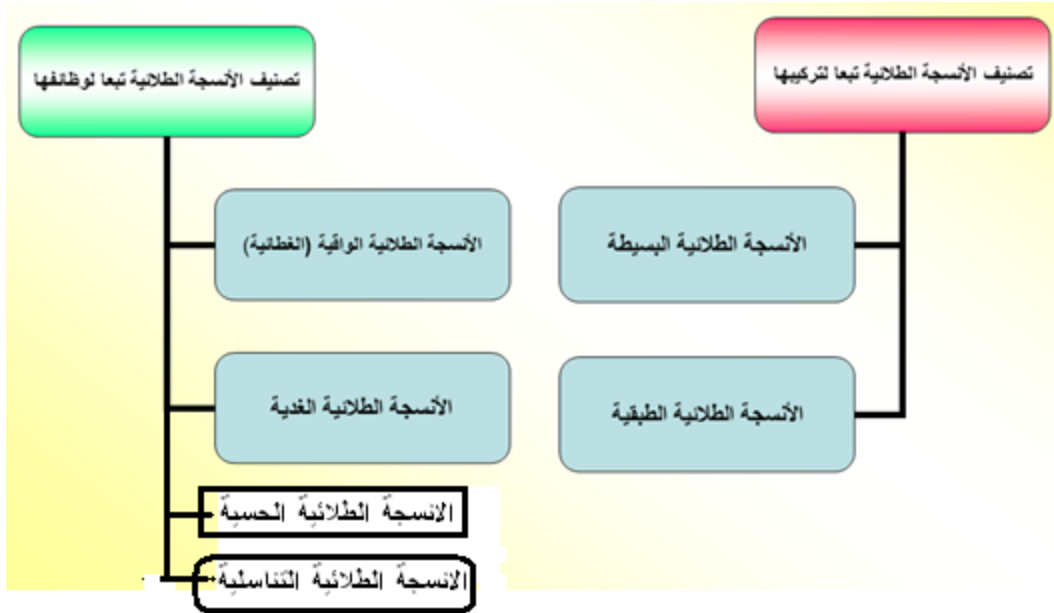 تصنيف الأنسجة الطلائية تبعا لتركيبها
الأنسجة الطلائية البسيطة
الأنسجة الطلائية الطبقية
تصنيف الأنسجة الطلائية تبعا لوظائفها
الأنسجة الطلائية الواقية (الغطائية)
الأنسجة الطلائية الغدية
الانسجة الطلائية الحسية
الانسجة الطلائية التناسلية